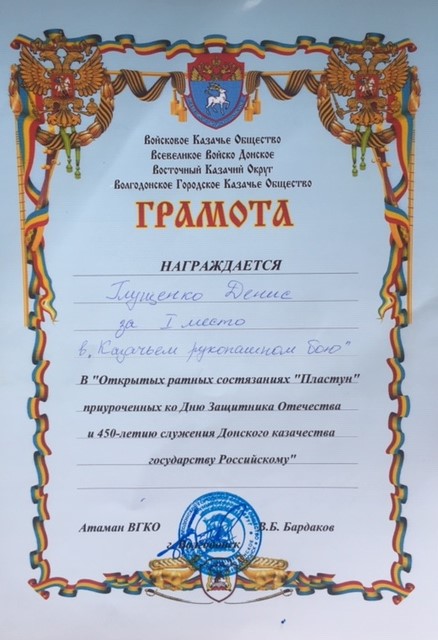 Войсковое Казачье Общество
Всевеликое Войско Донское
Восточный Казачий Округ
Волгодонское Городское Казачье Общество
ГРАМОТА
НАГРАЖДАЕТСЯ
Глущенко Денис
за I место
в "Казачьем рукопашном бою"
В "Открытых ратных состязаниях "Пластун"
приуроченных ко Дню Защитника Отечества
и 450-летию служения Донского казачества
государству Российскому"
Атаман ВГКО В.Б. Бардаков
г. Волгодонск